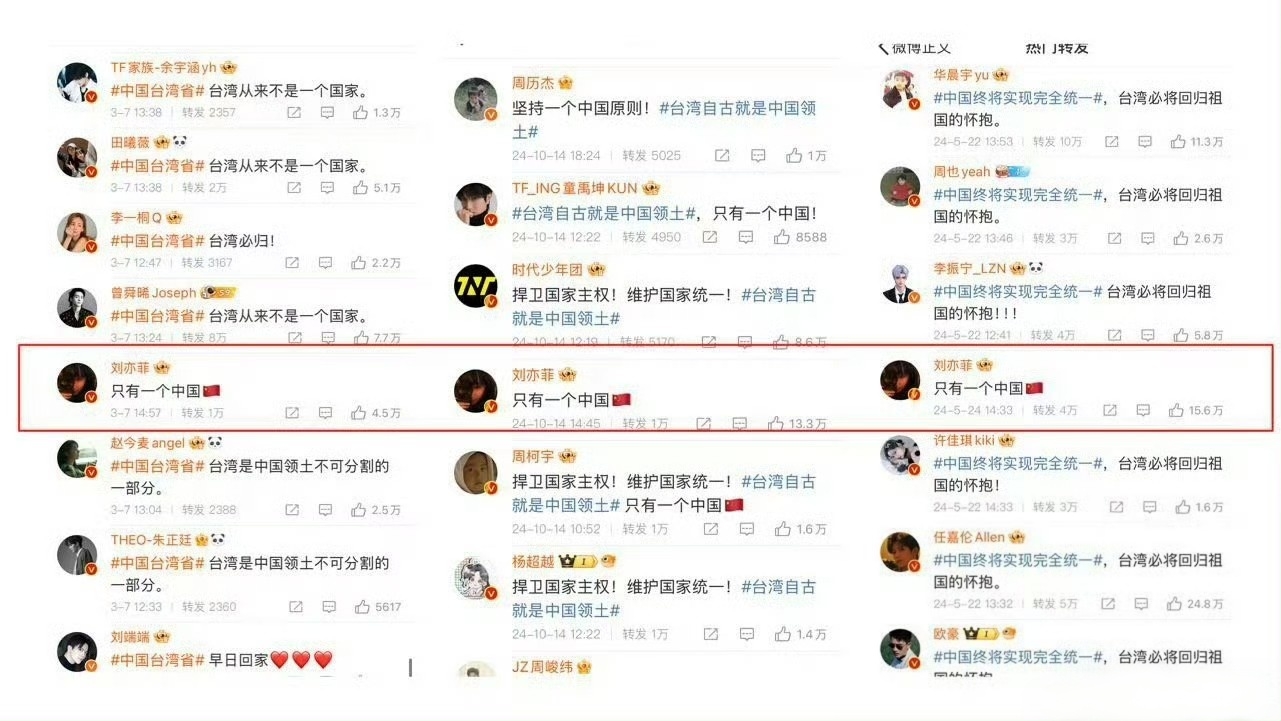 TF家族-余宇涵yh
#中国台湾省# 台湾从来不是一个国家。
3-7 13:38 转发 2357 1.3万
田曦薇
#中国台湾省# 台湾从来不是一个国家。
3-7 13:38 转发 2万 5.1万
李一桐Q
#中国台湾省# 台湾必归!
3-7 12:47 转发 3167 2.2万
曾舜晞Joseph
#中国台湾省# 台湾从来不是一个国家。
3-7 13:24 转发 8万 7.7万
刘亦菲
只有一个中国🇨🇳
3-7 14:57 转发 1万 4.5万
赵今麦angel
#中国台湾省# 台湾是中国领土不可分割的
一部分。
3-7 13:04 转发 2388 2.5万
THEO-朱正廷
#中国台湾省# 台湾是中国领土不可分割的
一部分。
3-7 12:33 转发 2360 5617
刘端端
#中国台湾省# 早日回家❤️❤️❤️
周历杰
坚持一个中国原则! #台湾自古就是中国领
土#
24-10-14 18:24 转发 5025 1万
TF_ING童禹坤KUN
#台湾自古就是中国领土#，只有一个中国!
24-10-14 12:22 转发 4950 8588
时代少年团
TNT
捍卫国家主权! 维护国家统一! #台湾自古
就是中国领土#
24-10-14 12:19 转发 5170 8.6万
刘亦菲
只有一个中国🇨🇳
24-10-14 14:45 转发 1万 13.3万
周柯宇
捍卫国家主权! 维护国家统一! #台湾自古
就是中国领土# 只有一个中国🇨🇳
24-10-14 10:52 转发 1万 1.6万
杨超越 I
捍卫国家主权! 维护国家统一! #台湾自古
就是中国领土#
24-10-14 12:22 转发 1万 1.4万
JZ周峻纬
微博正文 热门转发
华晨宇yu
#中国终将实现完全统一#，台湾必将回归祖
国的怀抱。
24-5-22 13:53 转发 10万 11.3万
周也yeah
#中国终将实现完全统一#，台湾必将回归祖
国的怀抱。
24-5-22 13:46 转发 3万 2.6万
李振宁_LZN
#中国终将实现完全统一# 台湾必将回归祖
国的怀抱!!!
24-5-22 12:41 转发 4万 5.8万
刘亦菲
只有一个中国🇨🇳
24-5-24 14:33 转发 4万 15.6万
许佳琪kiki
#中国终将实现完全统一#，台湾必将回归祖
国的怀抱!
24-5-22 14:33 转发 3万 1.6万
任嘉伦Allen
#中国终将实现完全统一#，台湾必将回归祖
国的怀抱。
24-5-22 13:32 转发 5万 24.8万
欧豪 I
#中国终将实现完全统一#，台湾必将回归祖
国的怀抱。